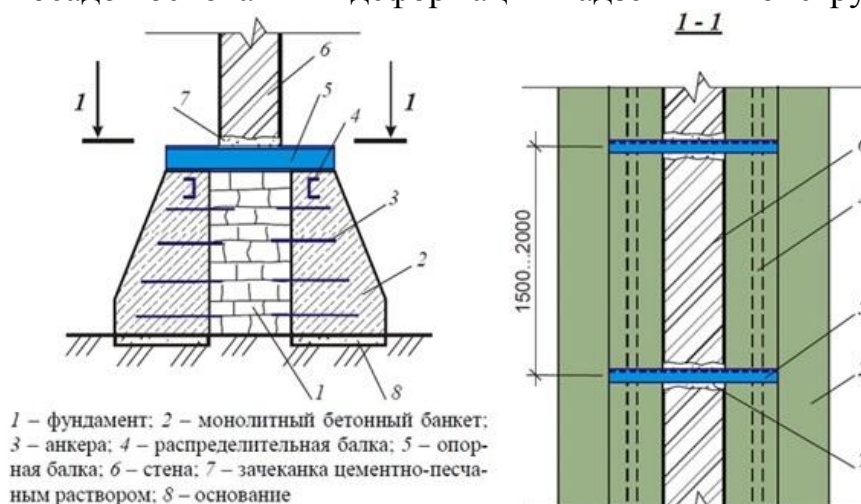 1 - 1
1
1
7
6
5
4
3
2
1
8
1500...2000
6
1 – фундамент; 2 – монолитный бетонный банкет;
3 – анкера; 4 – распределительная балка; 5 – опор-
ная балка; 6 – стена; 7 – зачеканка цементно-песча-
ным раствором; 8 – основание